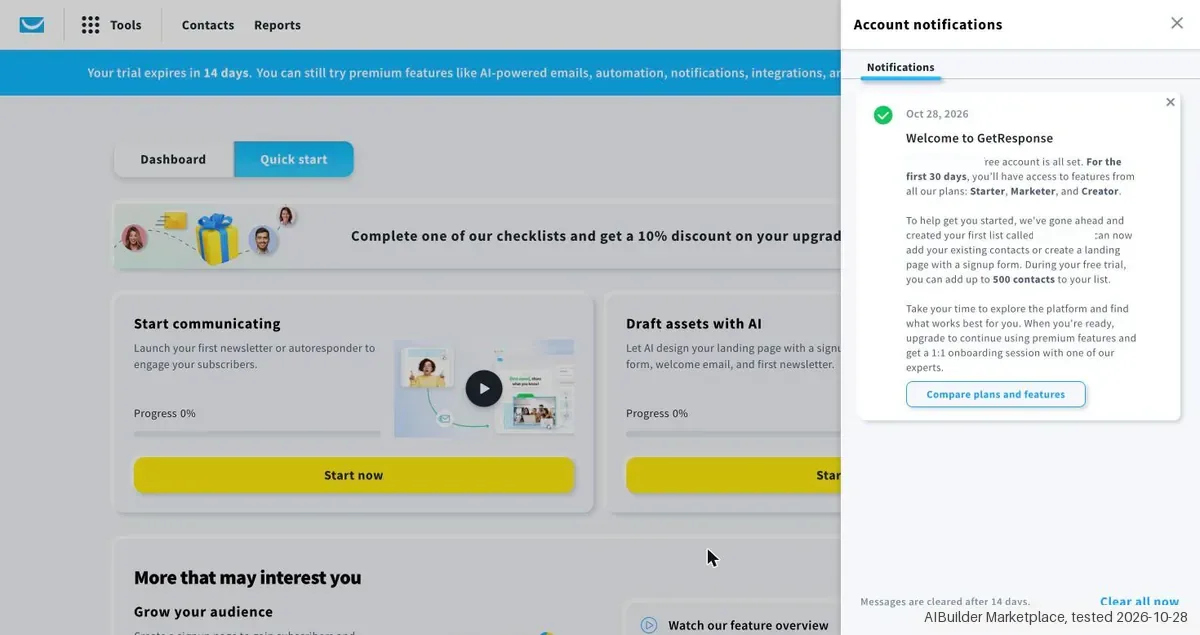 Tools
Contacts
Reports
Your trial expires in 14 days. You can still try premium features like AI-powered emails, automation, notifications, integrations,
Dashboard
Quick start
Complete one of our checklists and get a 10% discount on your
Start communicating
Launch your first newsletter or autoresponder to
engage your subscribers.
Progress 0%
Start now
Draft assets with AI
Let AI design your landing page with a
form, welcome email, and first newsletter.
Progress 0%
More that may interest you
Grow your audience
Watch our feature overview
Account notifications
Notifications
Oct 28, 2026
Welcome to GetResponse
account is all set. For the
first 30 days, you'll have access to features from
all our plans: Starter, Marketer, and Creator.
To help get you started, we've gone ahead and
created your first list called
can now
add your existing contacts or create a landing
page with a signup form. During your free trial,
you can add up to 500 contacts to your list.
Take your time to explore the platform and find
what works best for you. When you're ready,
upgrade to continue using premium features and
get a 1:1 onboarding session with one of our
experts.
Compare plans and features
Messages are cleared after 14 days.
Clear all now
AIBuilder Marketplace, tested 2026-10-28